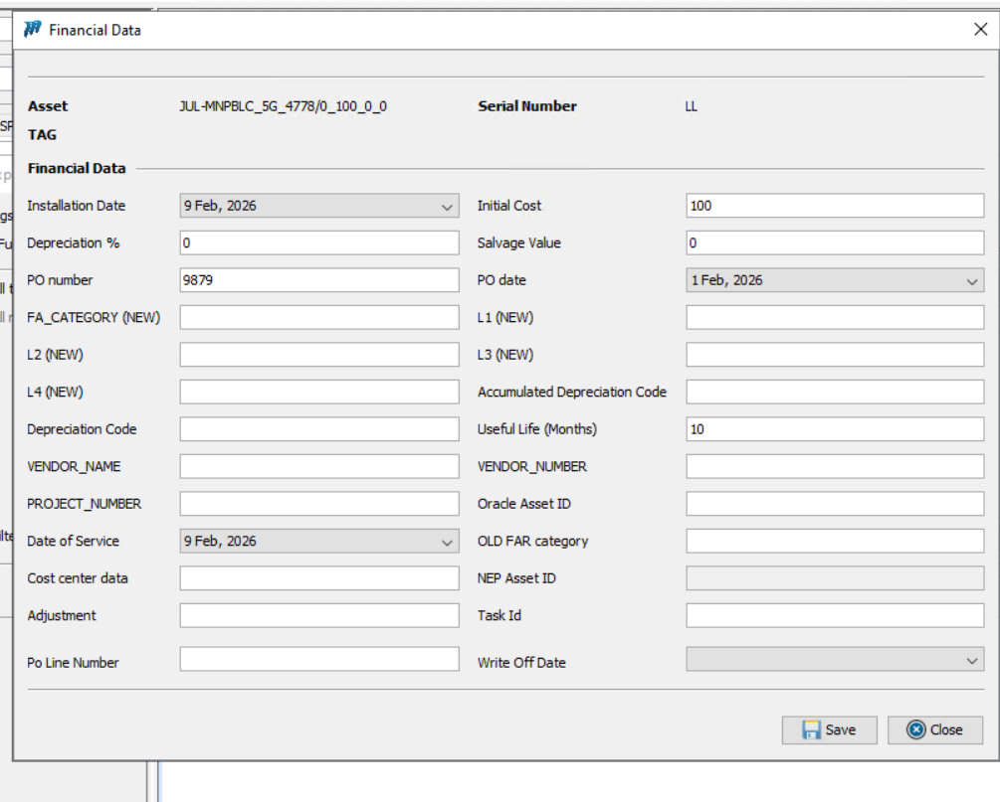 Financial Data
Asset JUL-MNPBLC_5G_4778/0_100_0_0 Serial Number LL
TAG
Financial Data
Installation Date 9 Feb, 2026 Initial Cost 100
Depreciation % 0 Salvage Value 0
PO number 9879 PO date 1 Feb, 2026
FA_CATEGORY (NEW) L1 (NEW)
L2 (NEW) L3 (NEW)
L4 (NEW) Accumulated Depreciation Code
Depreciation Code Useful Life (Months) 10
VENDOR_NAME VENDOR_NUMBER
PROJECT_NUMBER Oracle Asset ID
Date of Service 9 Feb, 2026 OLD FAR category
Cost center data NEP Asset ID
Adjustment Task Id
Po Line Number Write Off Date
Save Close